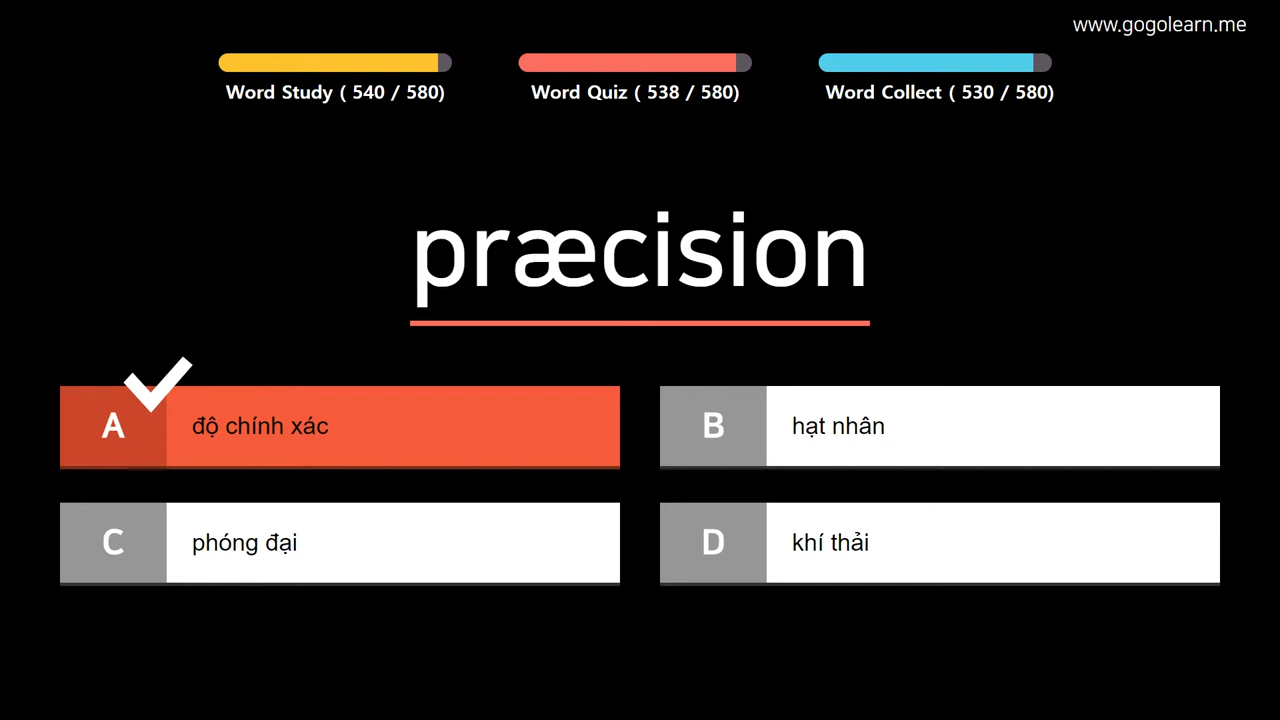 www.gogolearn.me
Word Study ( 540 / 580)
Word Quiz ( 538 / 580)
Word Collect ( 530 / 580)
præcision
A
độ chính xác
B
hạt nhân
C
phóng đại
D
khí thải